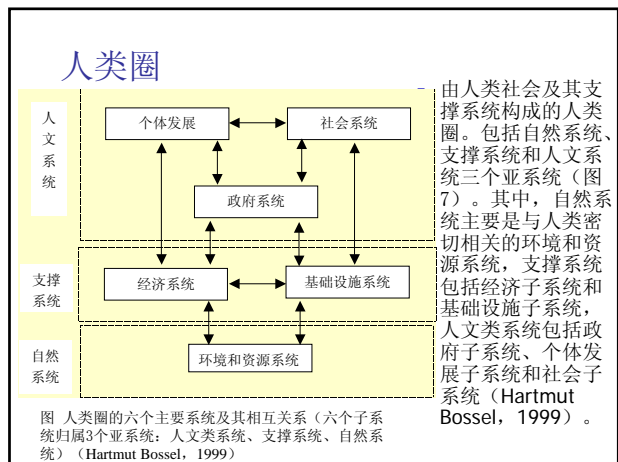 人类圈
人
文
系
统
个体发展
社会系统
政府系统
支撑
系统
经济系统
基础设施系统
自然
系统
环境和资源系统
图 人类圈的六个主要系统及其相互关系（六个子系
统归属3个亚系统：人文类系统、支撑系统、自然系
统）（Hartmut Bossel，1999）
由人类社会及其支
撑系统构成的人类
圈。包括自然系统、
支撑系统和人文系
统三个亚系统（图
7）。其中，自然系
统主要是与人类密
切相关的环境和资
源系统，支撑系统
包括经济子系统和
基础设施子系统，
人文类系统包括政
府子系统、个体发
展子系统和社会子
系统（Hartmut
Bossel，1999）。